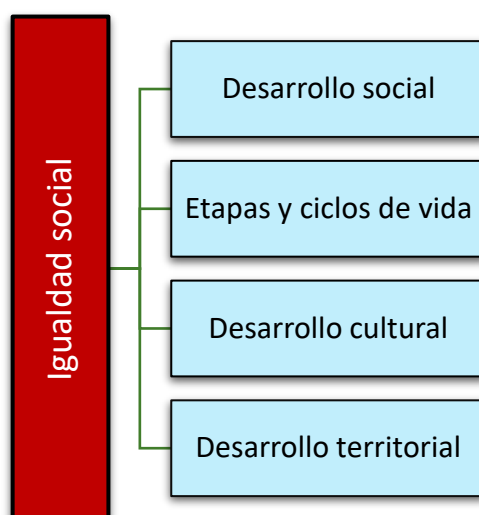 Igualdad social
Desarrollo social
Etapas y ciclos de vida
Desarrollo cultural
Desarrollo territorial